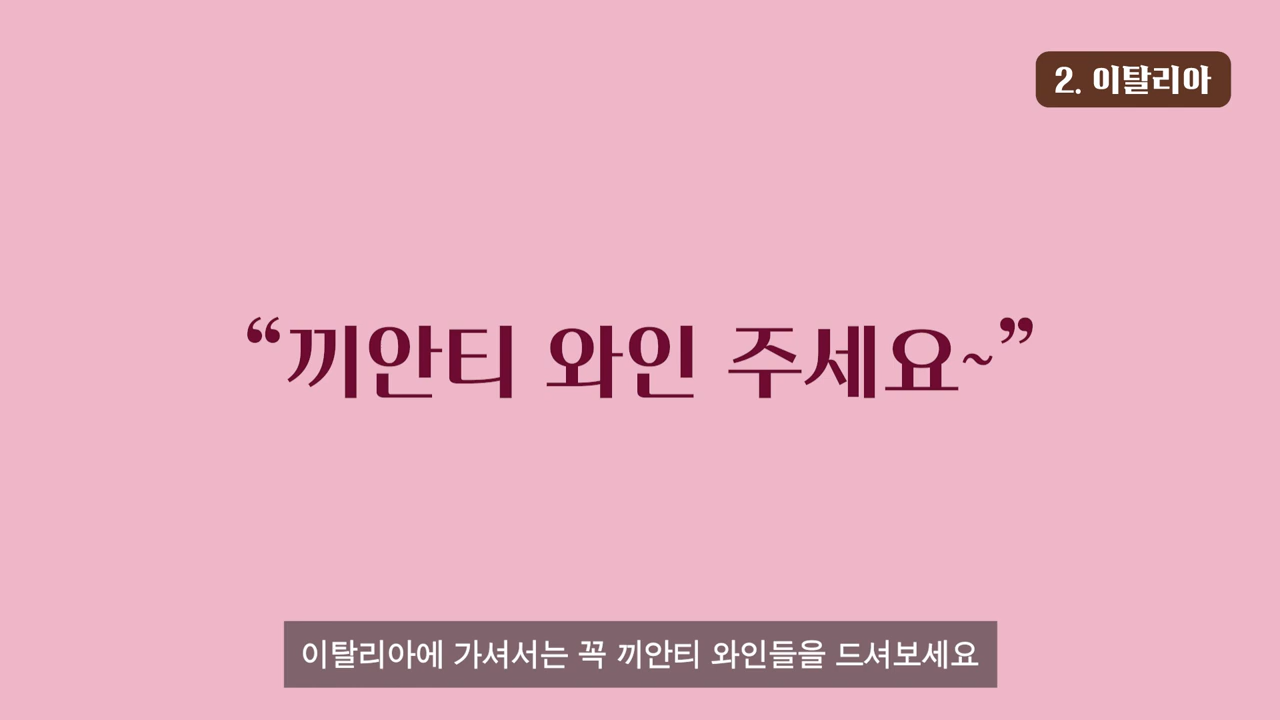 2. 이탈리아
“끼안티 와인 주세요~”
이탈리아에 가셔서는 꼭 끼안티 와인들을 드셔보세요